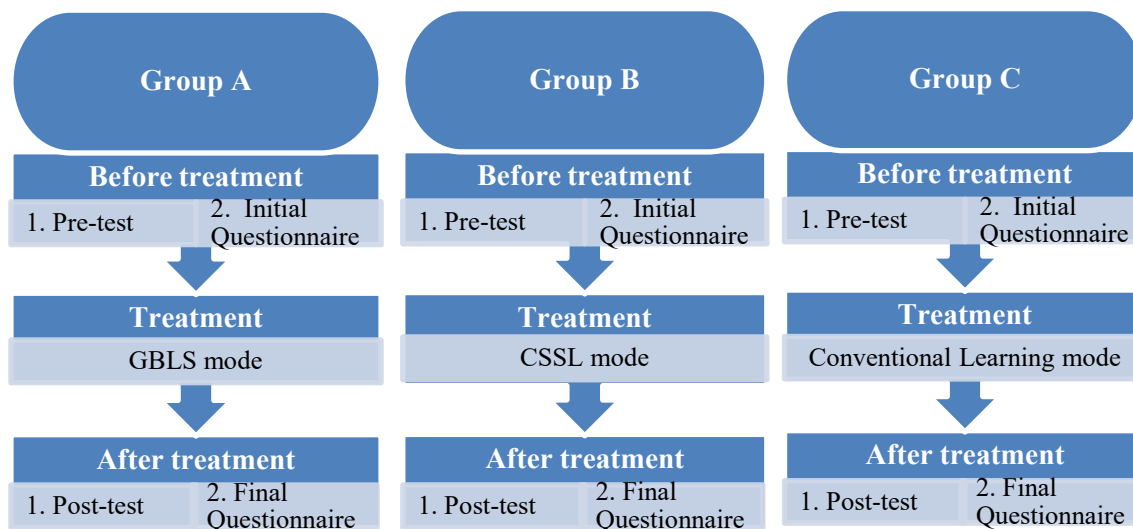 Group A
Before treatment
1. Pre-test
2. Initial
Questionnaire
Treatment
GBLS mode
After treatment
1. Post-test
2. Final
Questionnaire
Group B
Before treatment
1. Pre-test
2. Initial
Questionnaire
Treatment
CSSL mode
After treatment
1. Post-test
2. Final
Questionnaire
Group C
Before treatment
1. Pre-test
2. Initial
Questionnaire
Treatment
Conventional Learning mode
After treatment
1. Post-test
2. Final
Questionnaire